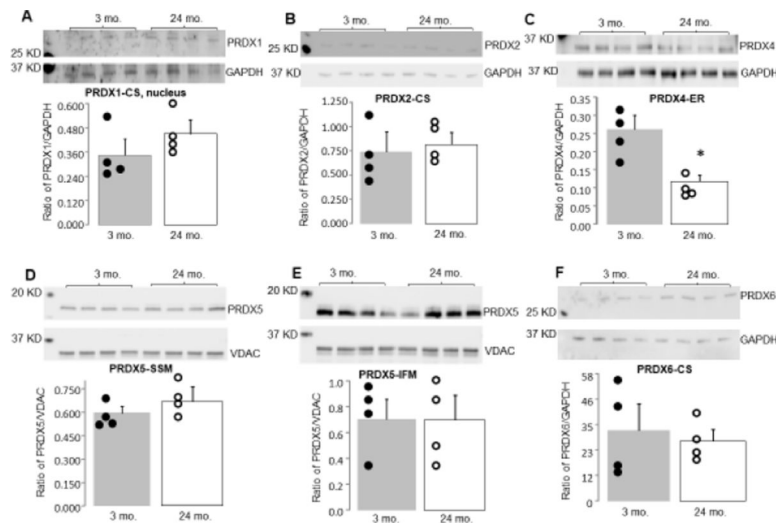 A 3 mo. 24 mo.
25 KD PRDX1
37 KD GAPDH
PRDX1-CS, nucleus
Ratio of PRDX1/GAPDH
0.600
0.480
0.360
0.240
0.120
0.000
3 mo. 24 mo.
B 3 mo. 24 mo.
25 KD PRDX2
37 KD GAPDH
PRDX2-CS
Ratio of PRDX2/GAPDH
1.250
1.000
0.750
0.500
0.250
0.000
3 mo. 24 mo.
C 3 mo. 24 mo.
37 KD PRDX4
37 KD GAPDH
PRDX4-ER
Ratio of PRDX4/GAPDH
0.35
0.30
0.25
0.20
0.15
0.10
0.05
0.00
*
3 mo. 24 mo.
D 3 mo. 24 mo.
20 KD PRDX5
37 KD VDAC
PRDX5-SSM
Ratio of PRDX5/VDAC
0.750
0.600
0.450
0.300
0.150
0.000
3 mo. 24 mo.
E 3 mo. 24 mo.
20 KD PRDX5
37 KD VDAC
PRDX5-IFM
Ratio of PRDX5/VDAC
1.0
0.8
0.6
0.4
0.2
0.0
3 mo. 24 mo.
F 3 mo. 24 mo.
25 KD PRDX6
37 KD GAPDH
PRDX6-CS
Ratio of PRDX6/GAPDH
58
46
35
23
12
0
3 mo. 24 mo.